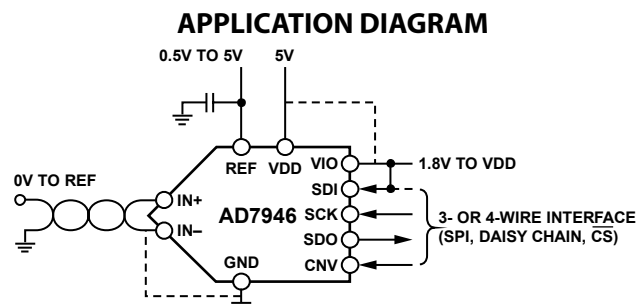 APPLICATION DIAGRAM
0.5V TO 5V
5V
REF
VDD
VIO
1.8V TO VDD
0V TO REF
SDI
IN+
AD7946
SCK
3- OR 4-WIRE INTERFACE
(SPI, DAISY CHAIN, C̅S̅)
IN–
SDO
GND
CNV